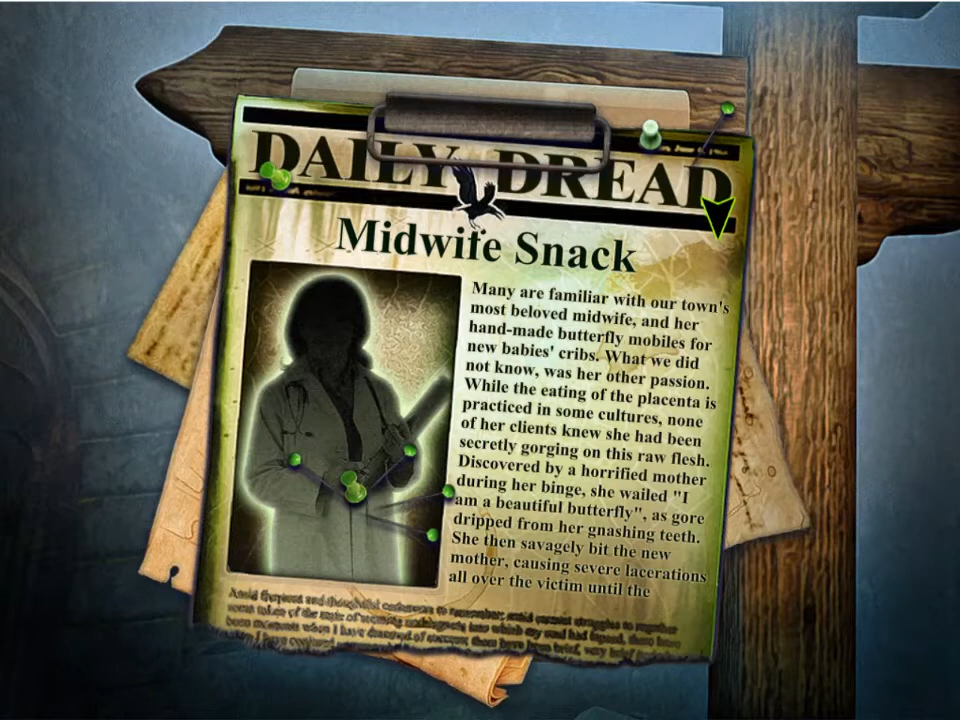 DAILY DREAD
Midwife Snack
Many are familiar with our town's
most beloved midwife, and her
hand-made butterfly mobiles for
new babies' cribs. What we did
not know, was her other passion.
While the eating of the placenta is
practiced in some cultures, none
of her clients knew she had been
secretly gorging on this raw flesh.
Discovered by a horrified mother
during her binge, she wailed "I
am a beautiful butterfly", as gore
dripped from her gnashing teeth.
She then savagely bit the new
mother, causing severe lacerations
all over the victim until the